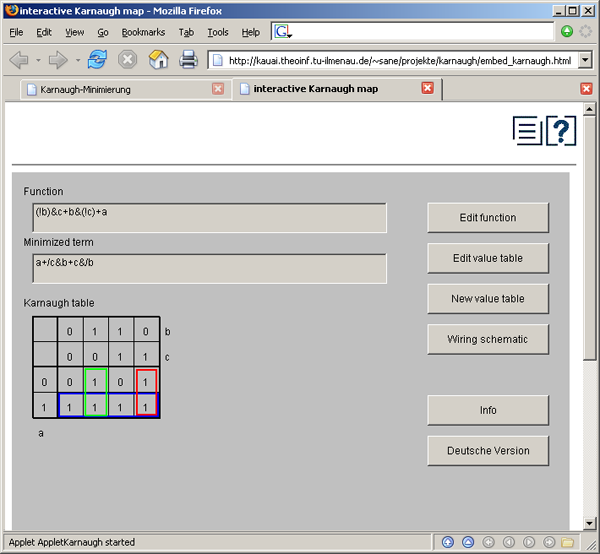 interactive Karnaugh map - Mozilla Firefox
File Edit View Go Bookmarks Tab Tools Help
http://kauai.theoinf.tu-ilmenau.de/~sane/projekte/karnaugh/embed_karnaugh.html
Karnaugh-Minimierung interactive Karnaugh map
Function
(!b)&c+b&(!c)+a
Edit function
Minimized term
Edit value table
a+/c&b+c&/b
New value table
Karnaugh table
Wiring schematic
0 1 1 0 b
0 0 1 1 c
0 0 1 0 1
1 1 1 1 1
a
Info
Deutsche Version
Applet AppletKarnaugh started